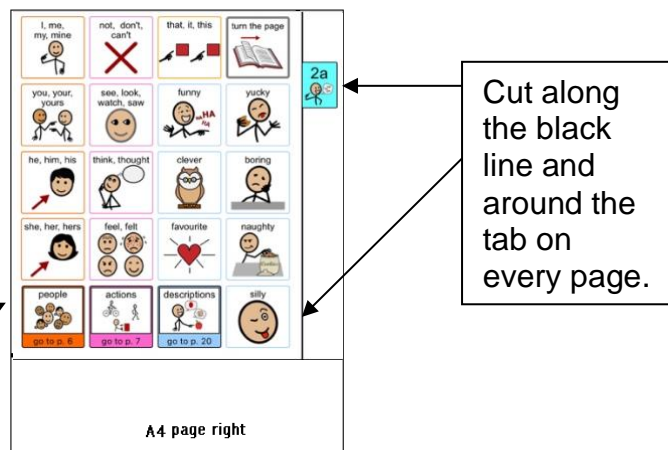 I, me,
my, mine
not, don't,
can't
that, it, this
turn the page
2a
you, your,
yours
see, look,
watch, saw
funny
HA
HA
HA
yucky
he, him, his
think, thought
clever
boring
she, her, hers
feel, felt
favourite
naughty
people
go to p. 6
actions
go to p. 7
descriptions
go to p. 20
silly
A4 page right
Cut along
the black
line and
around the
tab on
every page.